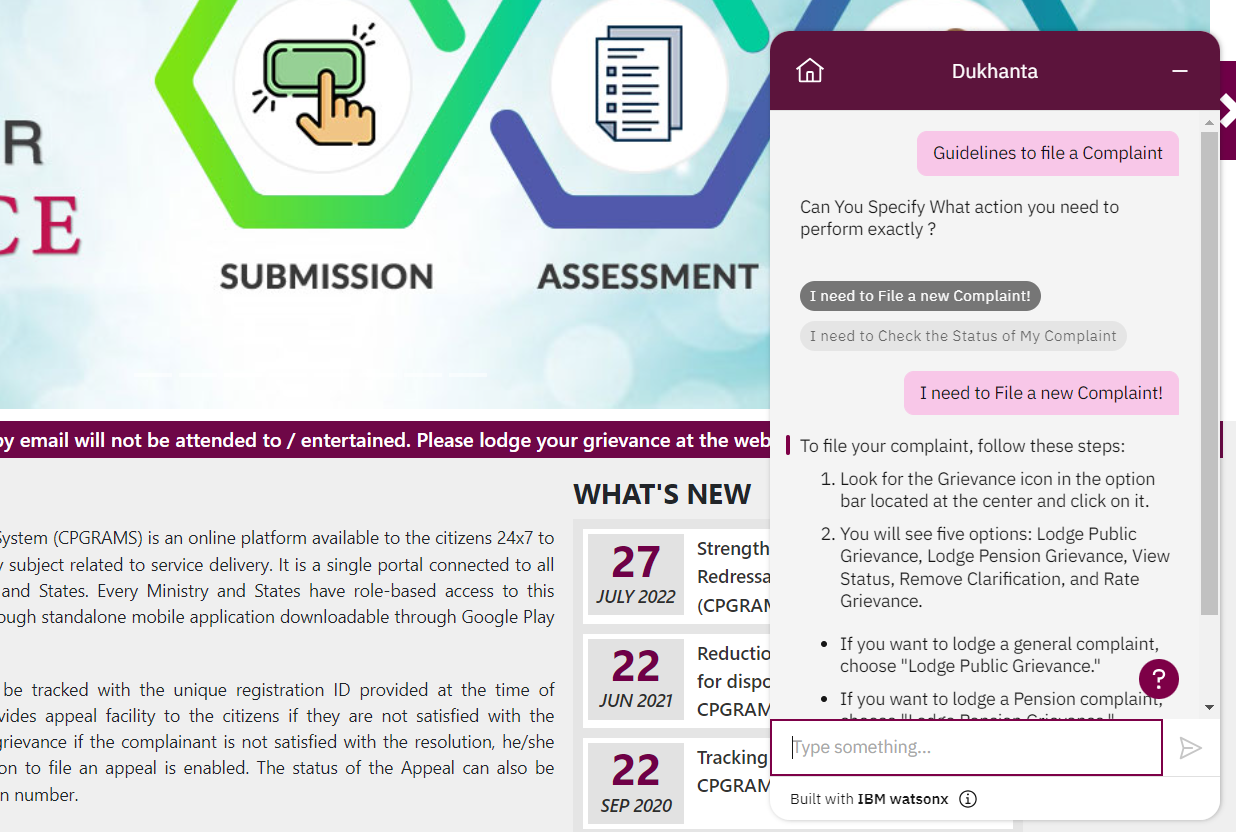 R
CE
SUBMISSION
ASSESSMENT
by email will not be attended to / entertained. Please lodge your grievance at the web
System (CPGRAMS) is an online platform available to the citizens 24x7 to
subject related to service delivery. It is a single portal connected to all
and States. Every Ministry and States have role-based access to this
ough standalone mobile application downloadable through Google Play
be tracked with the unique registration ID provided at the time of
vides appeal facility to the citizens if they are not satisfied with the
grievance if the complainant is not satisfied with the resolution, he/she
on to file an appeal is enabled. The status of the Appeal can also be
n number.
WHAT'S NEW
27
JULY 2022
Strength
Redressa
(CPGRAM
22
JUN 2021
Reductio
for dispo
CPGRAM
22
SEP 2020
Tracking
CPGRAM
Dukhanta
Guidelines to file a Complaint
Can You Specify What action you need to
perform exactly ?
I need to File a new Complaint!
I need to Check the Status of My Complaint
I need to File a new Complaint!
To file your complaint, follow these steps:
1. Look for the Grievance icon in the option
bar located at the center and click on it.
2. You will see five options: Lodge Public
Grievance, Lodge Pension Grievance, View
Status, Remove Clarification, and Rate
Grievance.
• If you want to lodge a general complaint,
choose "Lodge Public Grievance."
• If you want to lodge a Pension complaint,
choose "Lodge Pension Grievance."
?
Type something...
Built with IBM watsonx